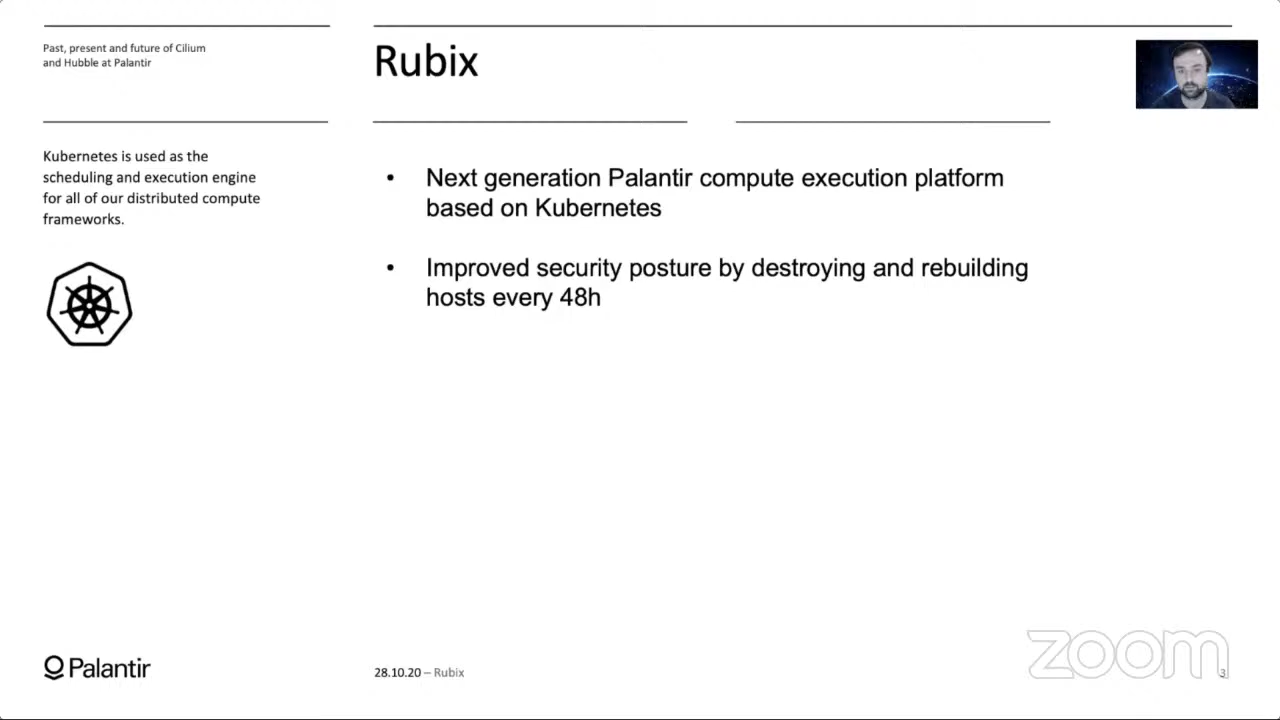 Past, present and future of Cilium
and Hubble at Palantir
Rubix
Kubernetes is used as the
scheduling and execution engine
for all of our distributed compute
frameworks.
• Next generation Palantir compute execution platform
based on Kubernetes
• Improved security posture by destroying and rebuilding
hosts every 48h
Palantir
28.10.20 – Rubix
zoom
3